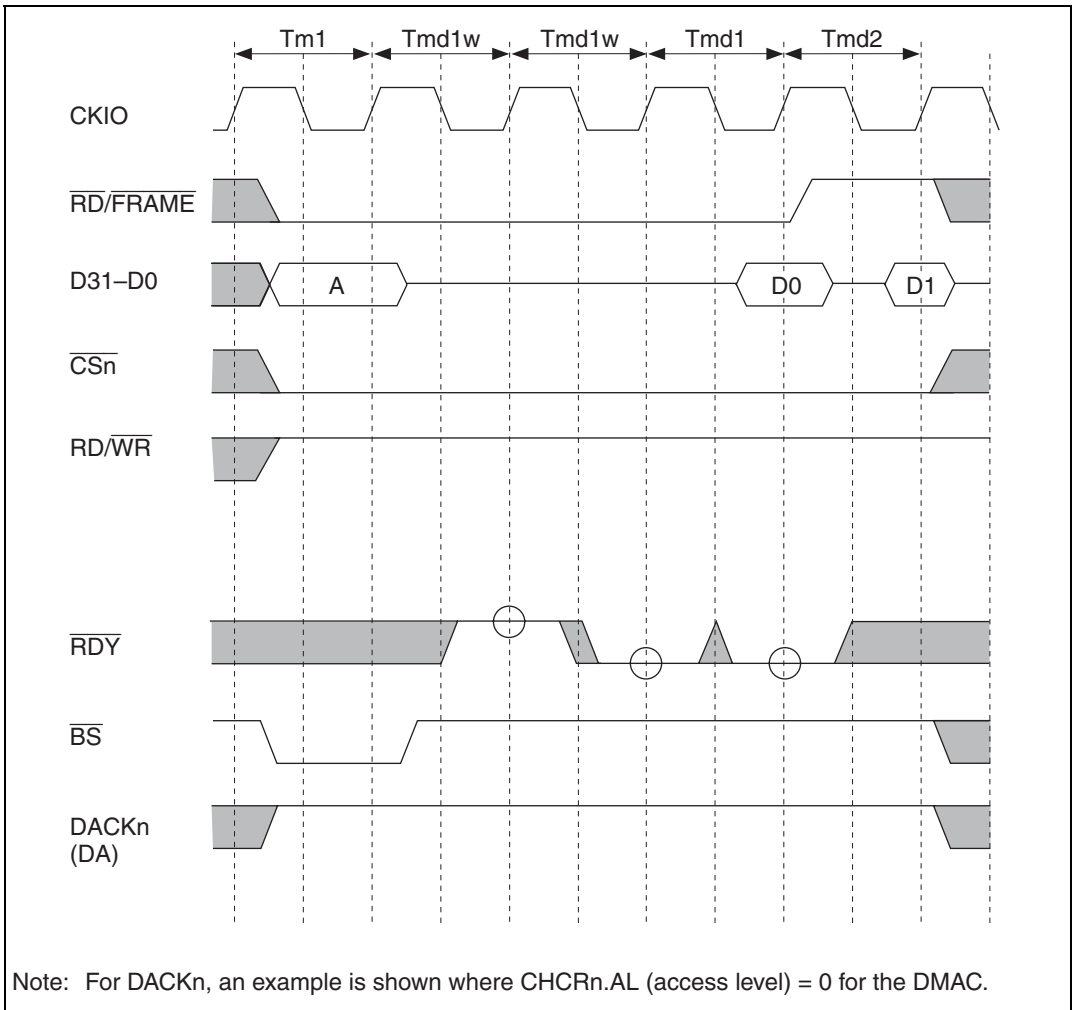 Tm1 Tmd1w Tmd1w Tmd1 Tmd2
CKIO
RD/FRAME
D31–D0 A D0 D1
CSn
RD/WR
RDY
BS
DACKn
(DA)
Note: For DACKn, an example is shown where CHCRn.AL (access level) = 0 for the DMAC.